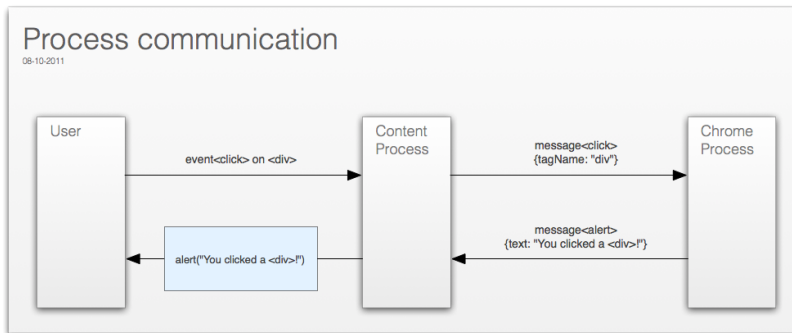 Process communication
08-10-2011
User
Content
Process
Chrome
Process
event<click> on <div>
message<click>
{tagName: "div"}
message<alert>
{text: "You clicked a <div>!"}
alert("You clicked a <div>!")